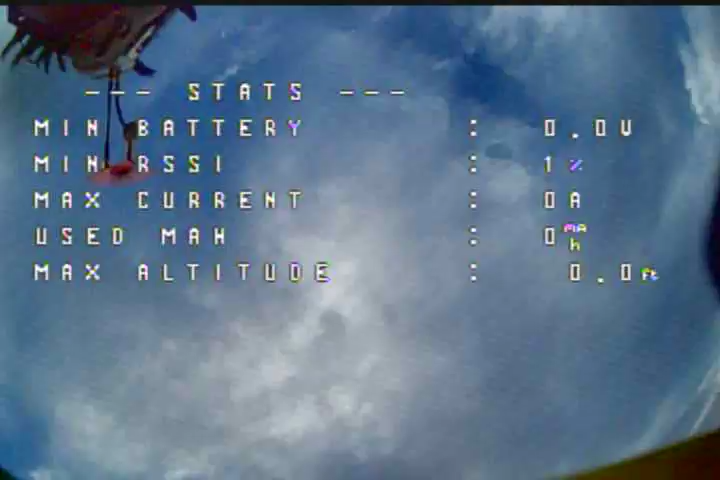 --- STATS ---
MIN BATTERY : 0.0V
MIN RSSI : 1%
MAX CURRENT : 0A
USED MAH : 0mAh
MAX ALTITUDE : 0.0ft